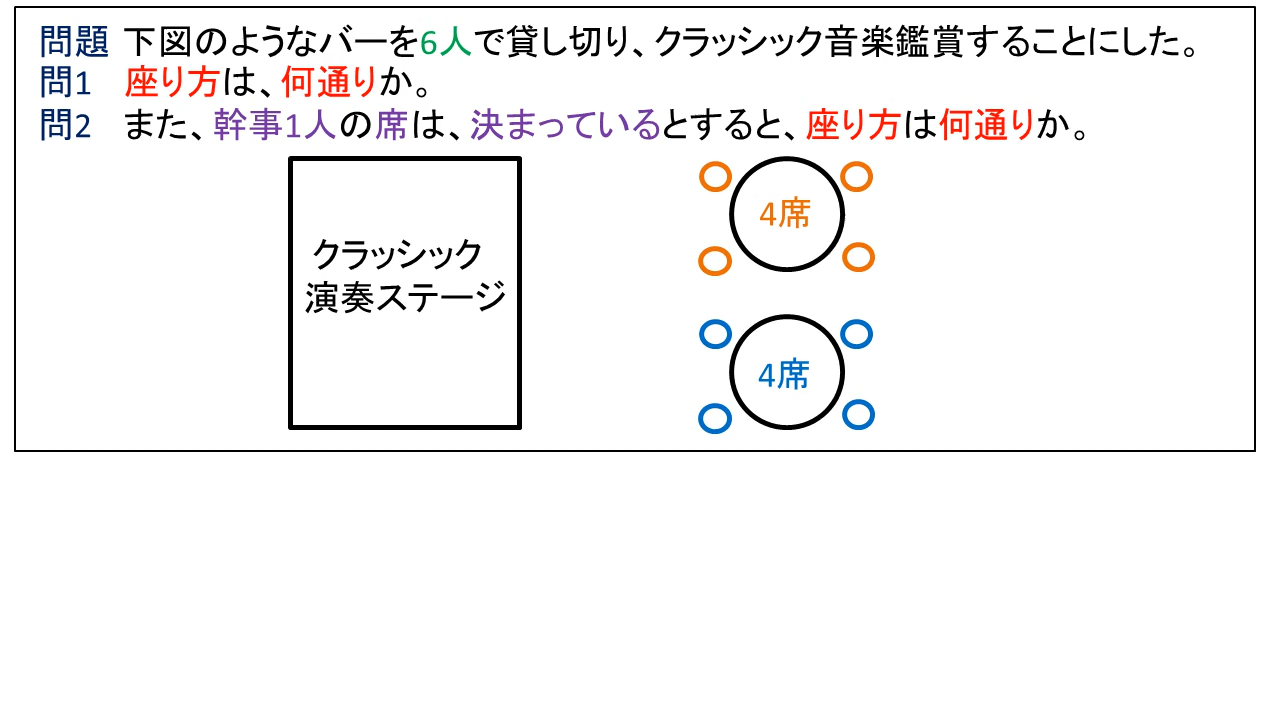 問題 下図のようなバーを6人で貸し切り、クラッシック音楽鑑賞することにした。
問1 座り方は、何通りか。
問2 また、幹事1人の席は、決まっているとすると、座り方は何通りか。
クラッシック
演奏ステージ
4席
4席